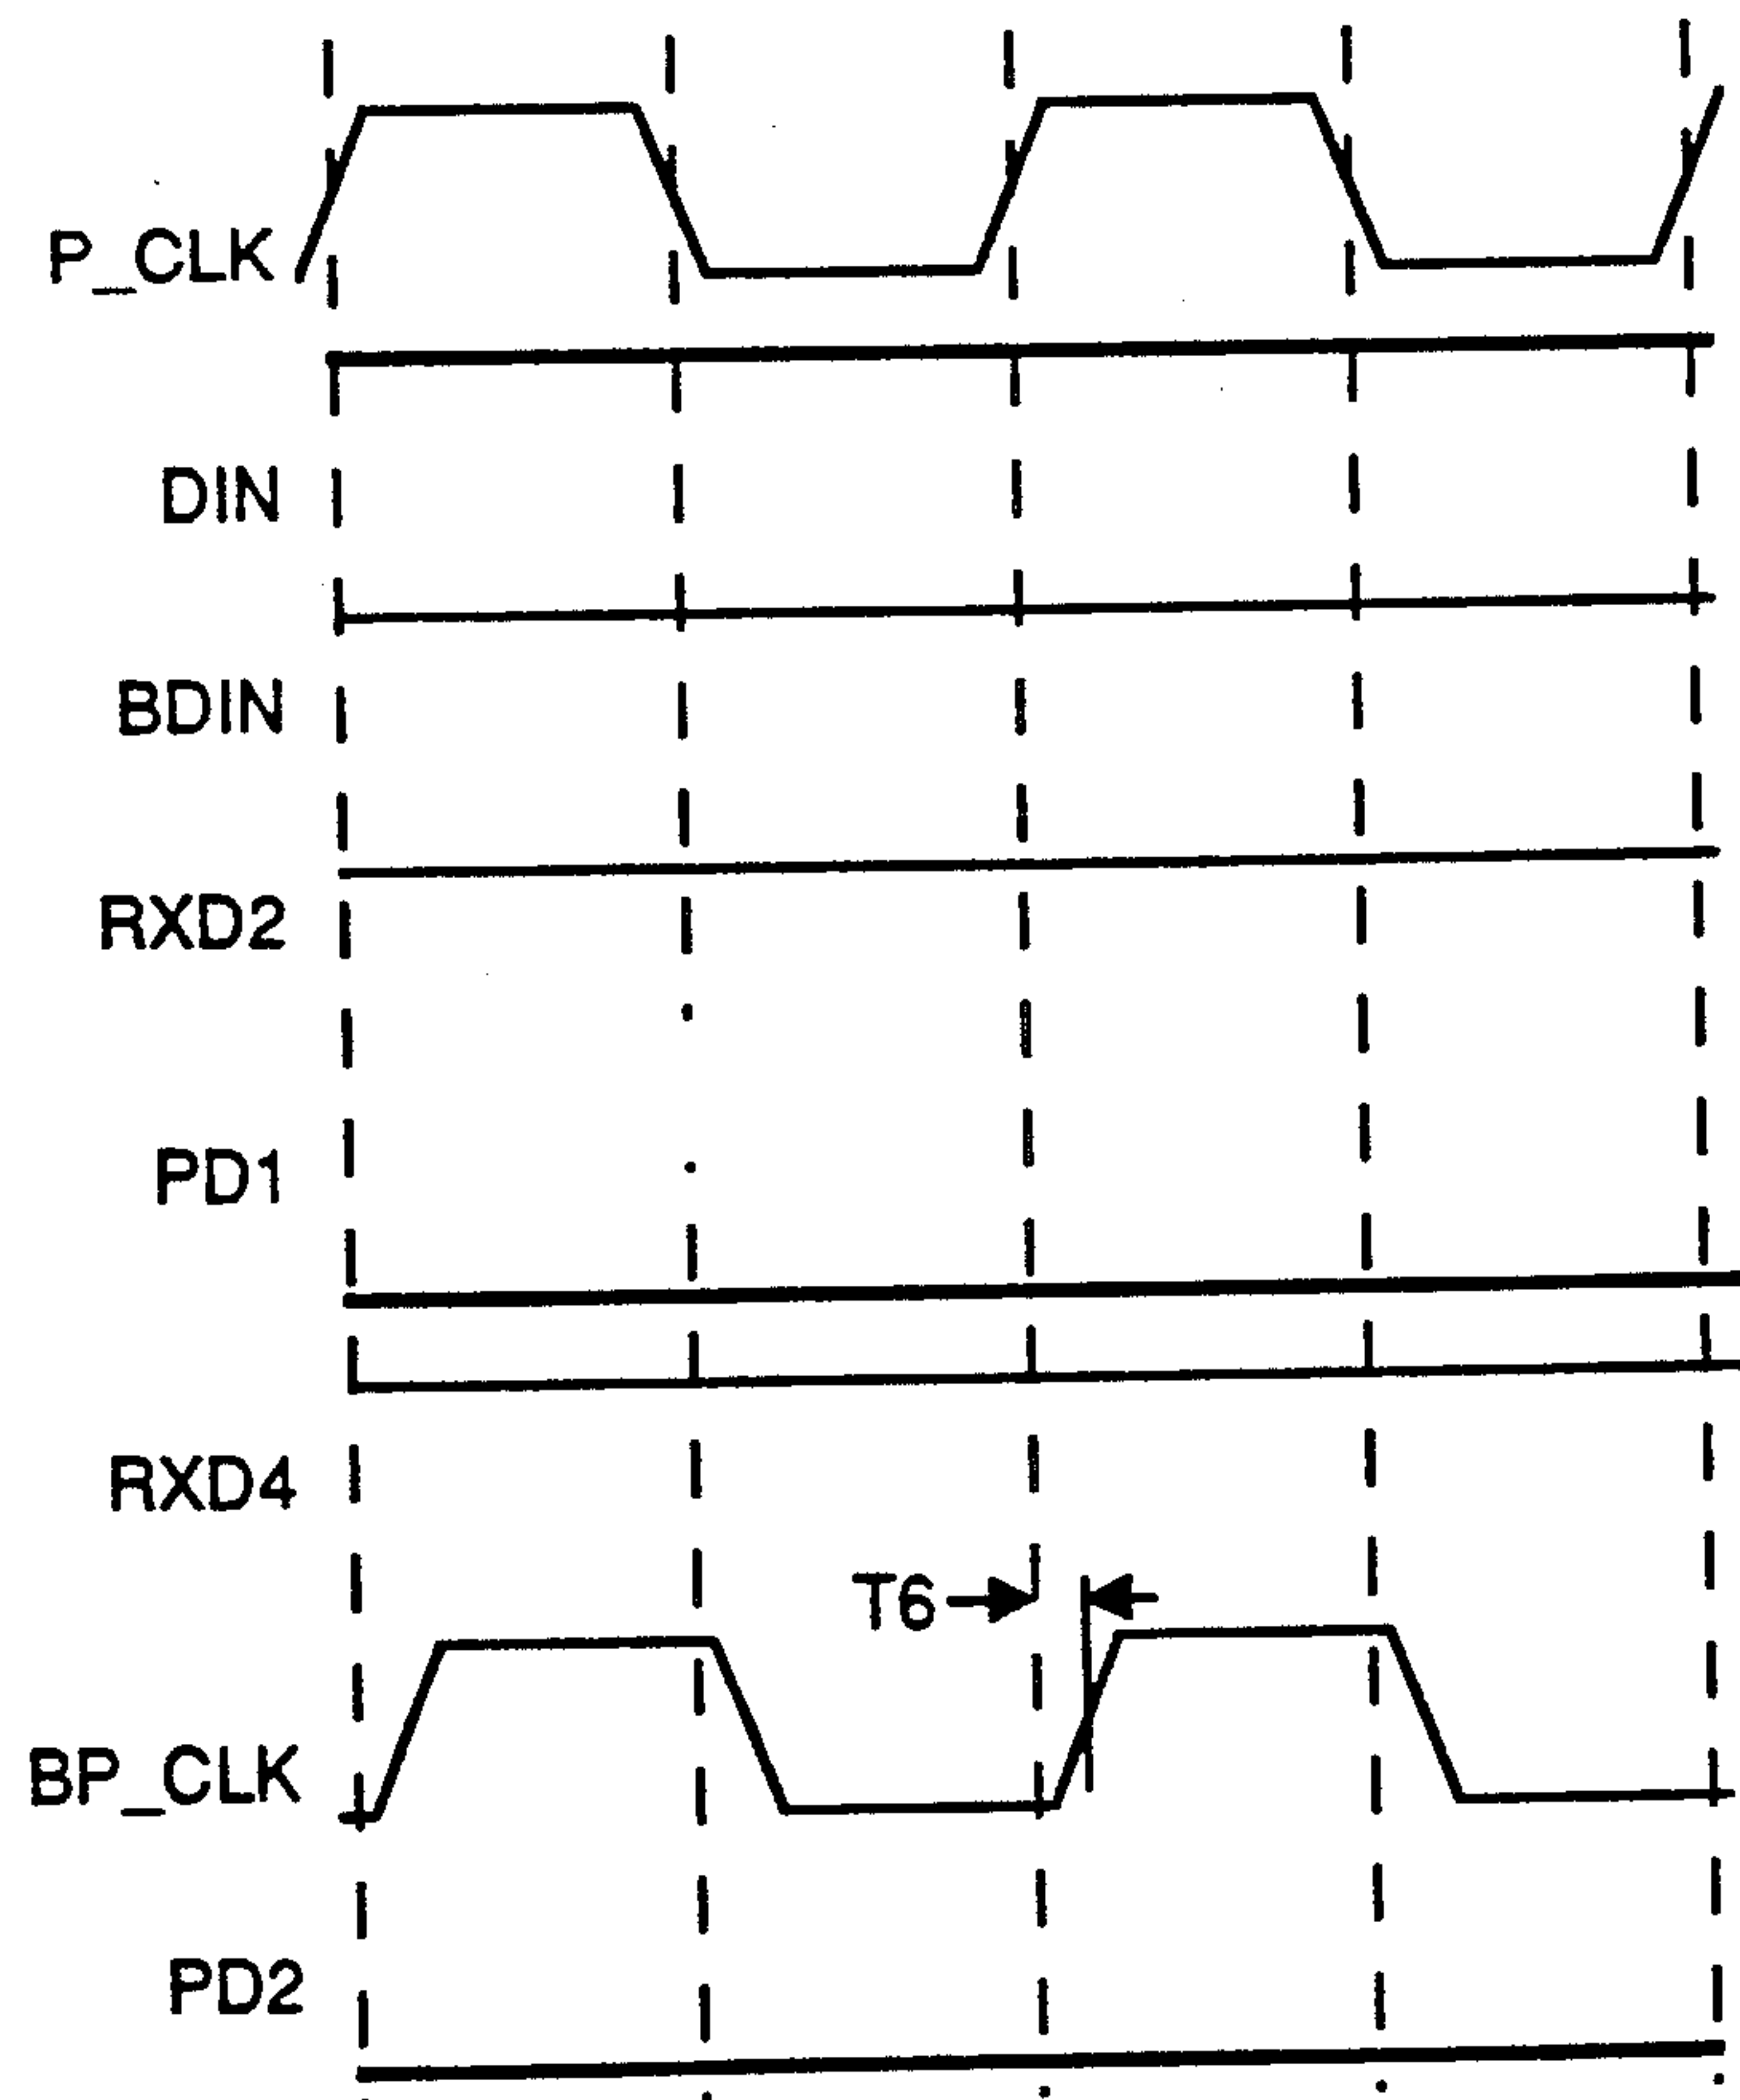 P_CLK
DIN
BDIN
RXD2
PD1
RXD4
T6
BP_CLK
PD2